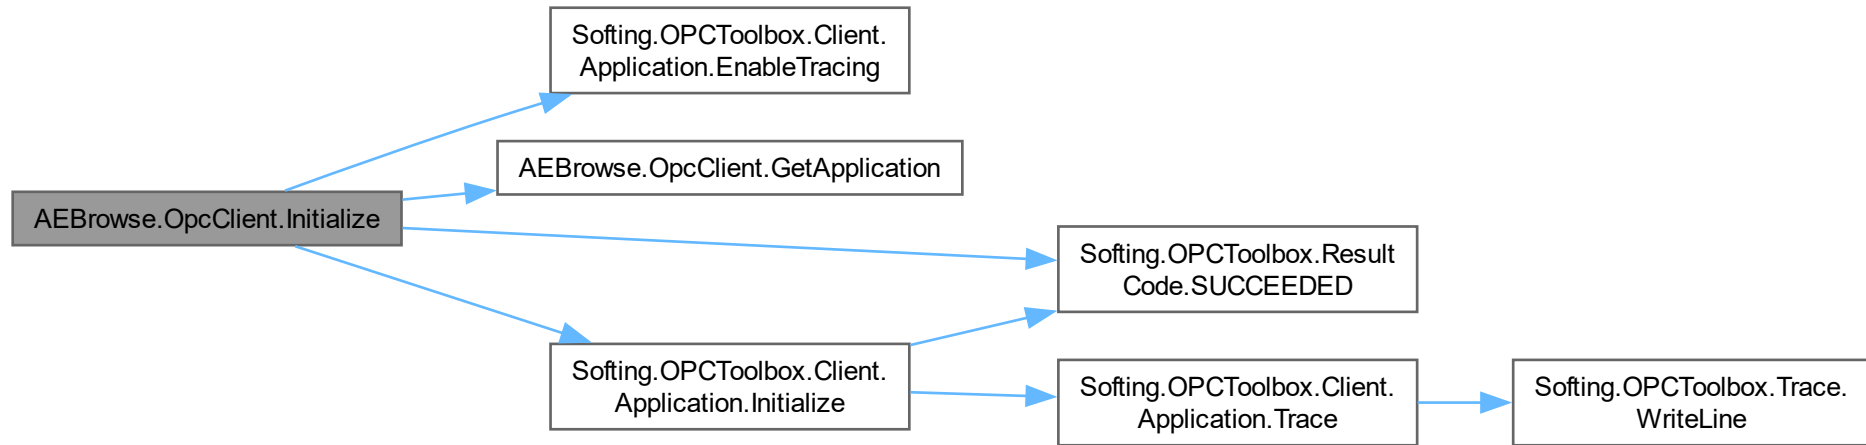 Softing.OPCToolbox.Client.
Application.EnableTracing
AEBrowse.OpcClient.GetApplication
AEBrowse.OpcClient.Initialize
Softing.OPCToolbox.Result
Code.SUCCEEDED
Softing.OPCToolbox.Client.
Application.Initialize
Softing.OPCToolbox.Client.
Application.Trace
Softing.OPCToolbox.Trace.
WriteLine